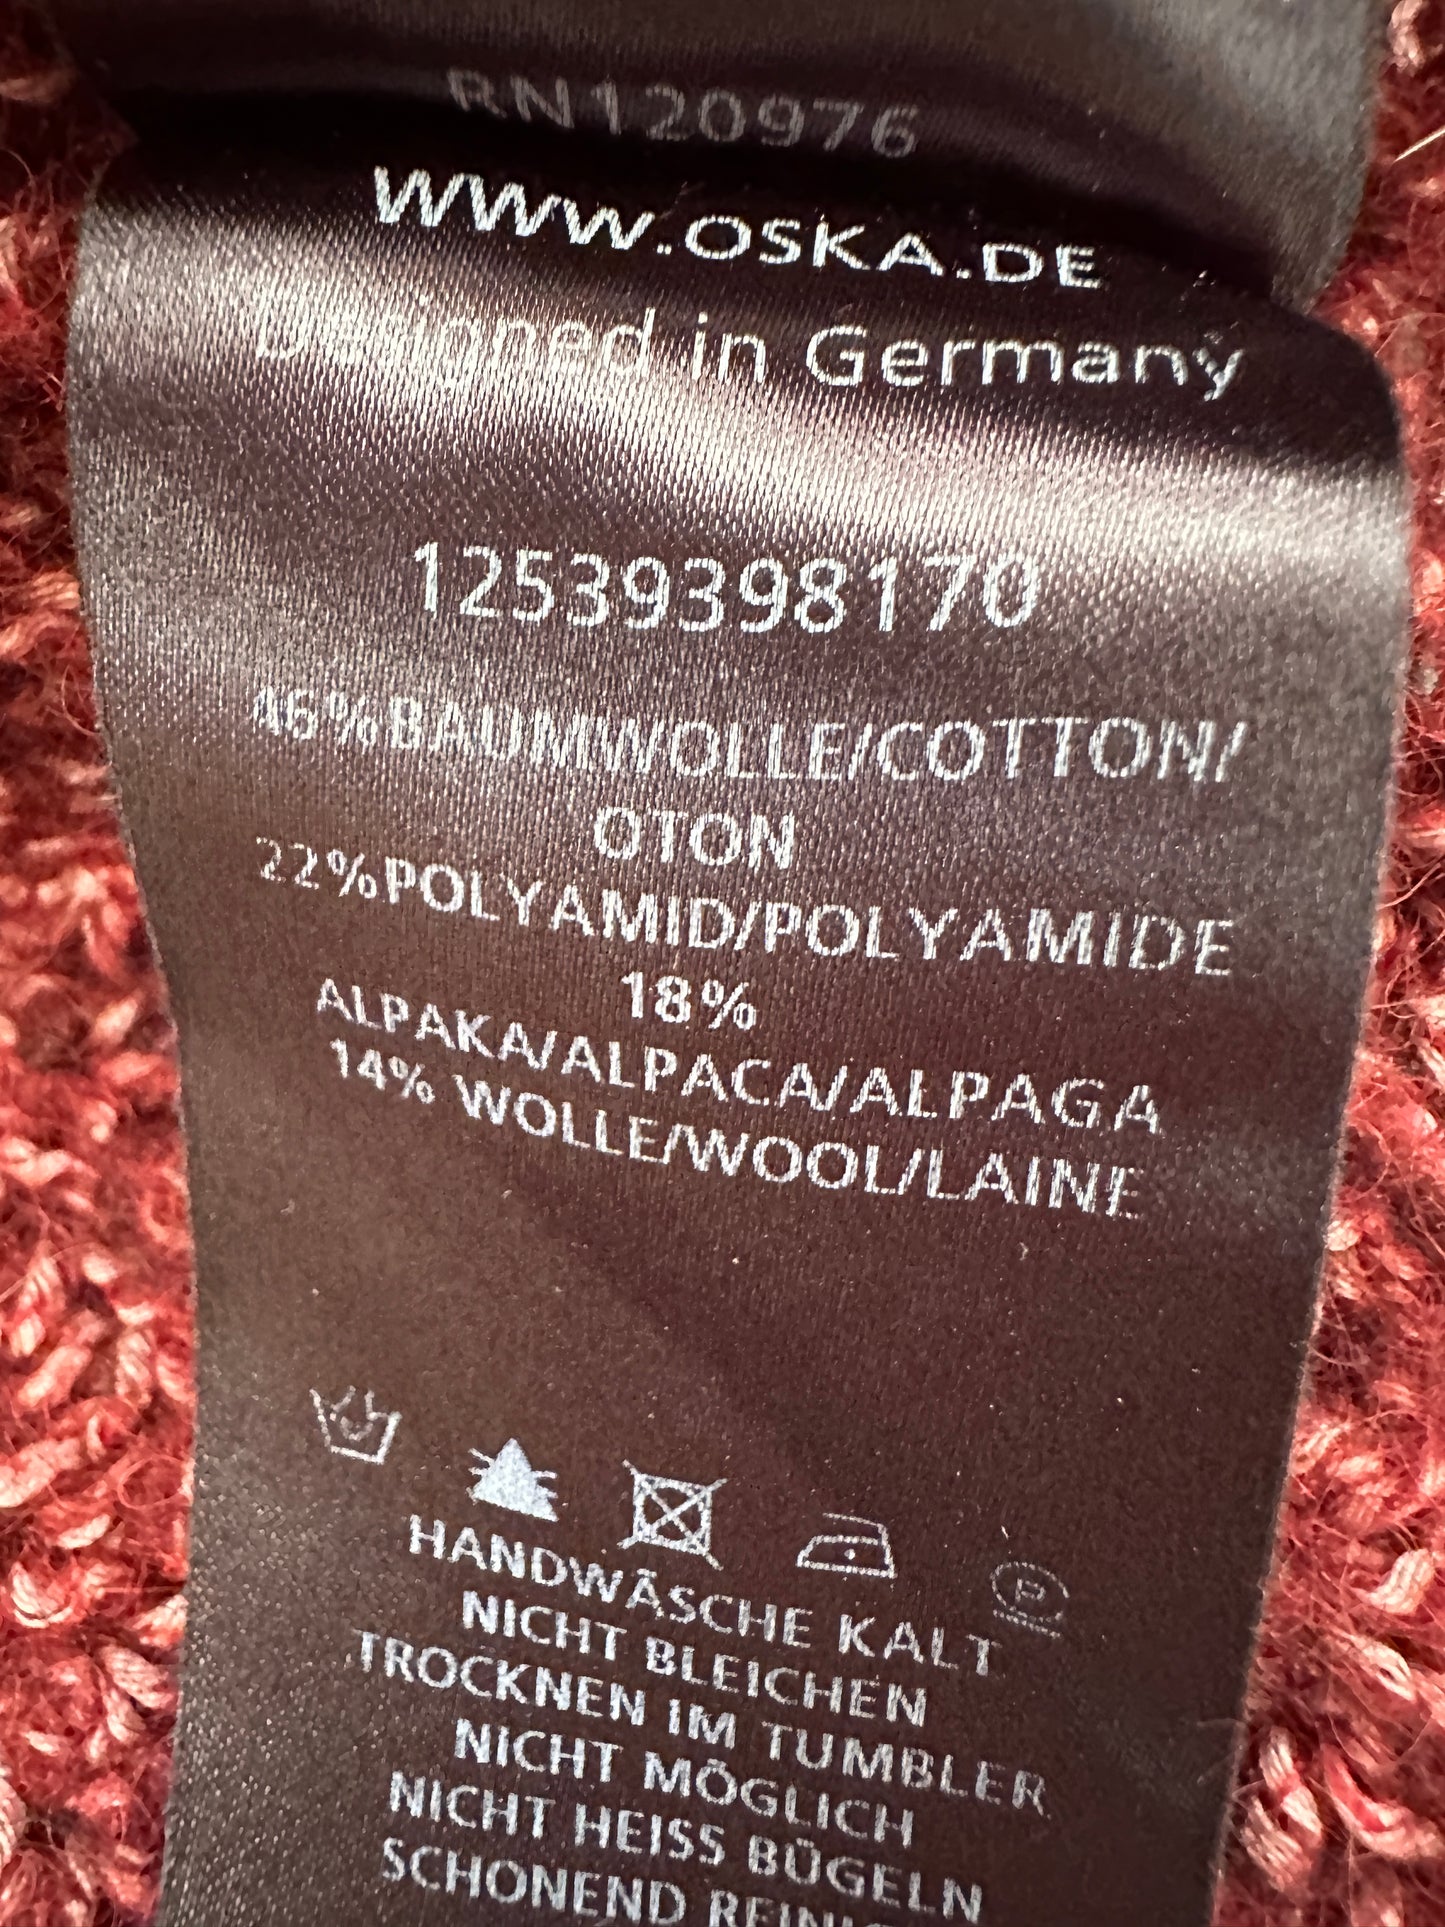 RN120976
WWW.OSKA.DE
Designed in Germany
12539398170
46%BAUMWOLLE/COTTON/
OTON
22%POLYAMID/POLYAMIDE
18%
ALPAKA/ALPACA/ALPAGA
14% WOLLE/WOOL/LAINE
P
HANDWÄSCHE KALT
NICHT BLEICHEN
TROCKNEN IM TUMBLER
NICHT MÖGLICH
NICHT HEISS BÜGELN
SCHONEND